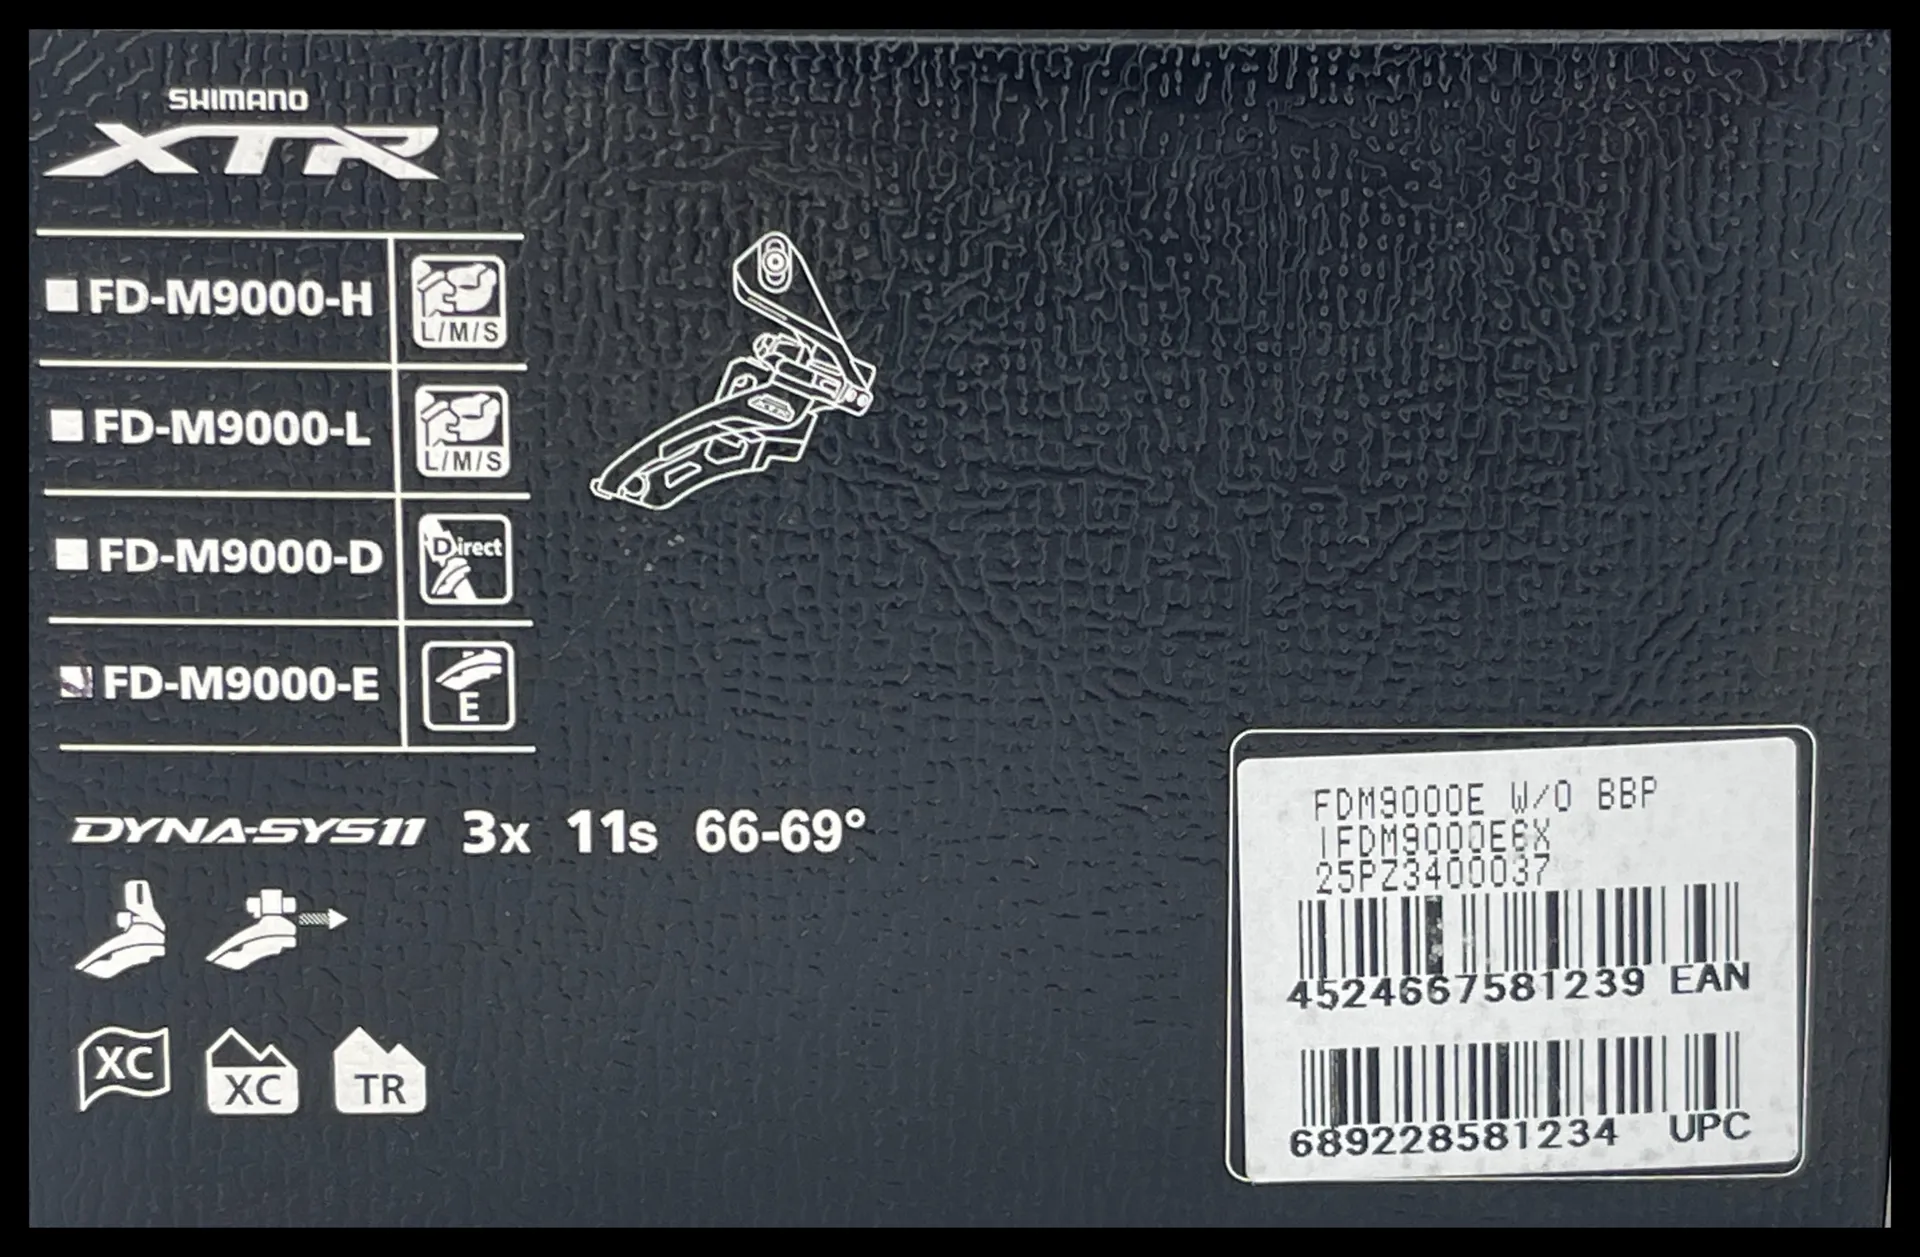 SHIMANO
XTR
FD-M9000-H
L/M/S
FD-M9000-L
L/M/S
FD-M9000-D
Direct
FD-M9000-E
E
XTR
DYNA-SYS11 3x 11s 66-69°
XC
XC
TR
FDM9000E W/O BBP
IFDM9000E6X
25PZ3400037
4524667581239 EAN
689228581234 UPC